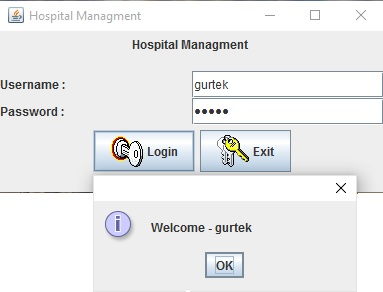 Hospital Managment
Hospital Managment
Username :
gurtek
Password :
●●●●●
Login
Exit
Welcome - gurtek
OK